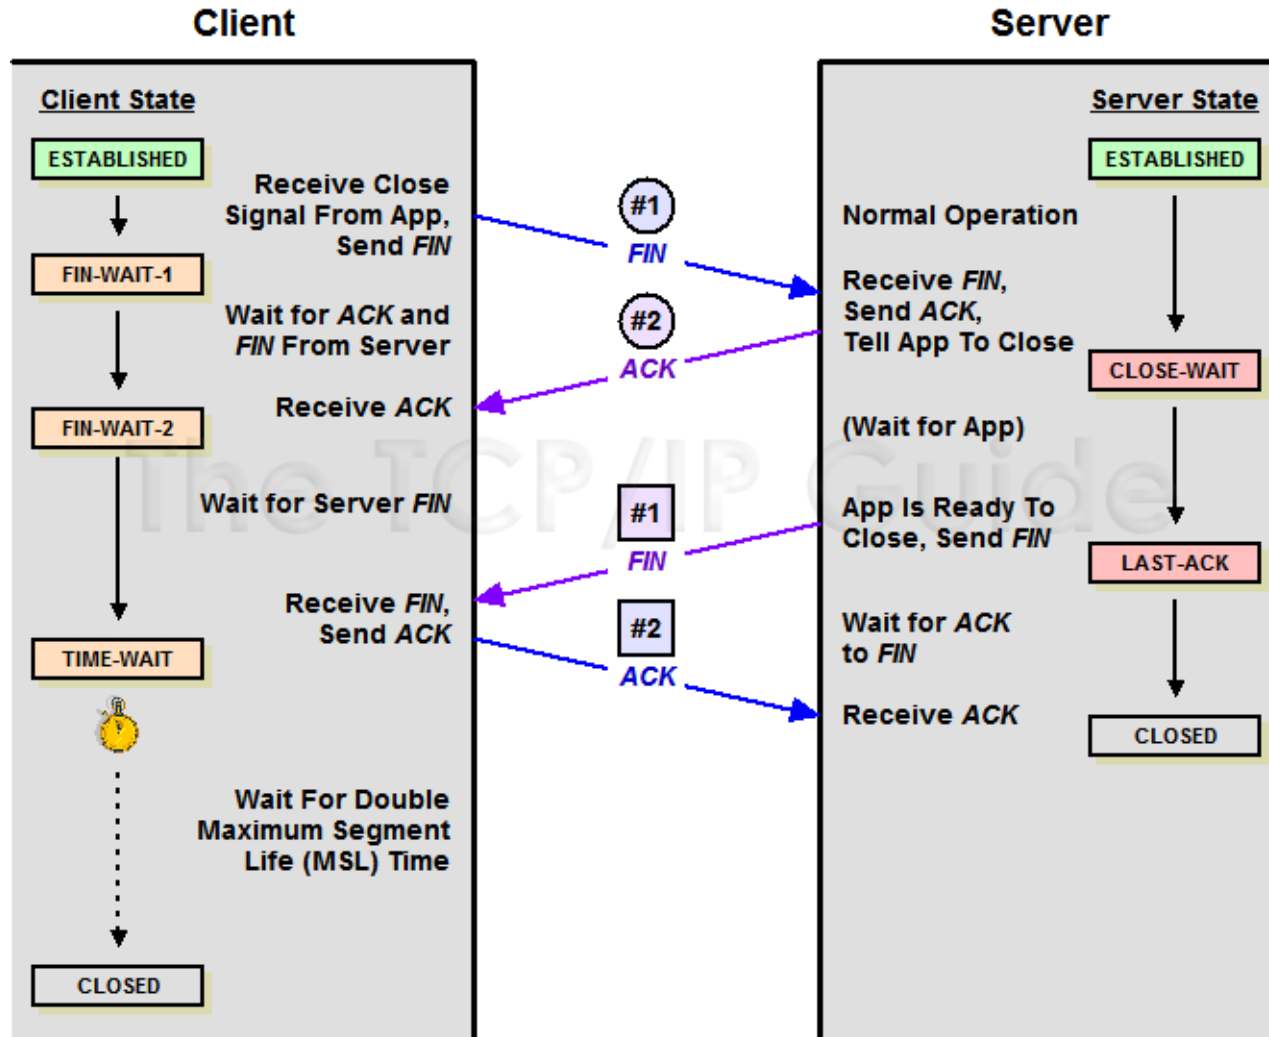 Client
Server
Client State
ESTABLISHED
Receive Close
Signal From App,
Send FIN
FIN-WAIT-1
Wait for ACK and
FIN From Server
Receive ACK
FIN-WAIT-2
Wait for Server FIN
Receive FIN,
Send ACK
TIME-WAIT
Wait For Double
Maximum Segment
Life (MSL) Time
CLOSED
#1
FIN
#2
ACK
#1
FIN
#2
ACK
The TCP/IP Guide
Server State
ESTABLISHED
Normal Operation
Receive FIN,
Send ACK,
Tell App To Close
CLOSE-WAIT
(Wait for App)
App Is Ready To
Close, Send FIN
LAST-ACK
Wait for ACK
to FIN
Receive ACK
CLOSED